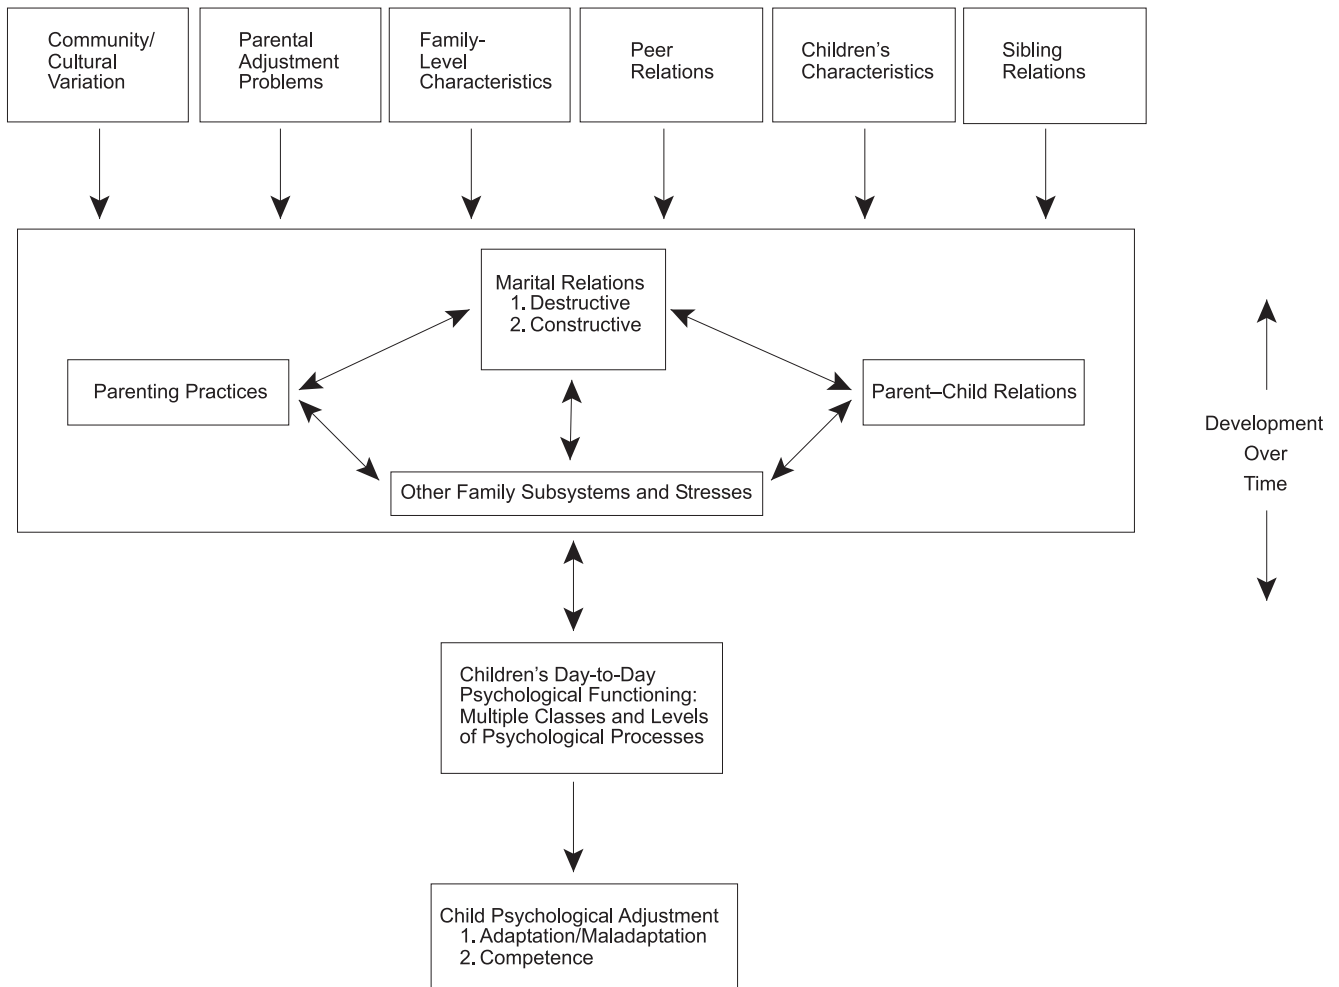 Community/
Cultural
Variation
Parental
Adjustment
Problems
Family-
Level
Characteristics
Peer
Relations
Children’s
Characteristics
Sibling
Relations
Marital Relations
1. Destructive
2. Constructive
Parenting Practices
Parent–Child Relations
Other Family Subsystems and Stresses
Development
Over
Time
Children’s Day-to-Day
Psychological Functioning:
Multiple Classes and Levels
of Psychological Processes
Child Psychological Adjustment
1. Adaptation/Maladaptation
2. Competence